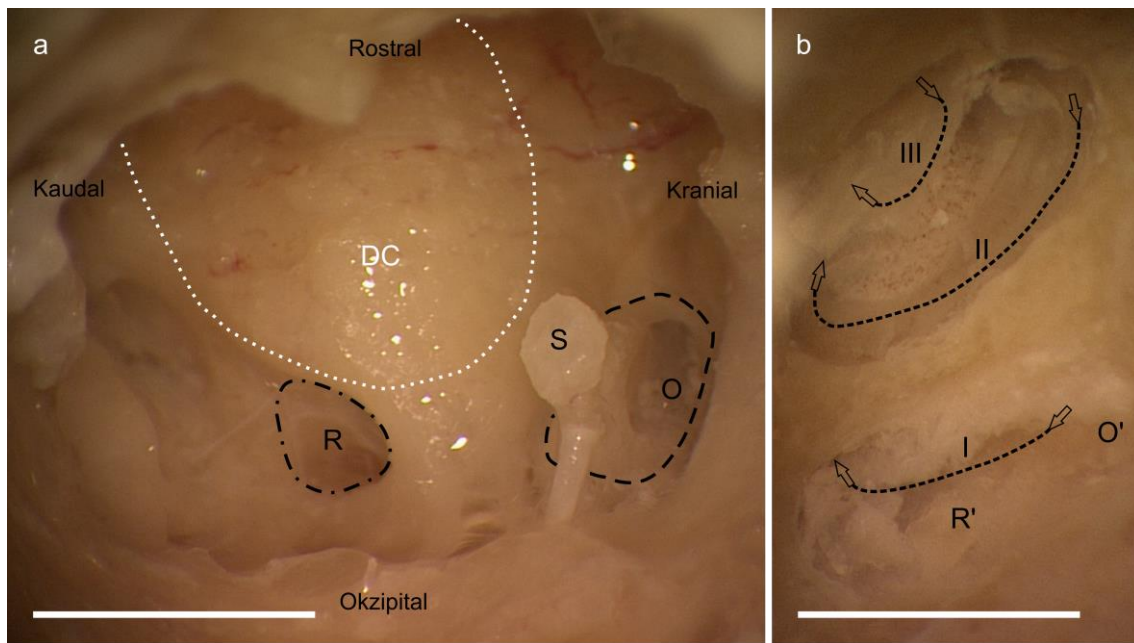 a
Rostral
Kaudal
Kranial
DC
S
O
R
Okzipital
b
III
II
I
O'
R'